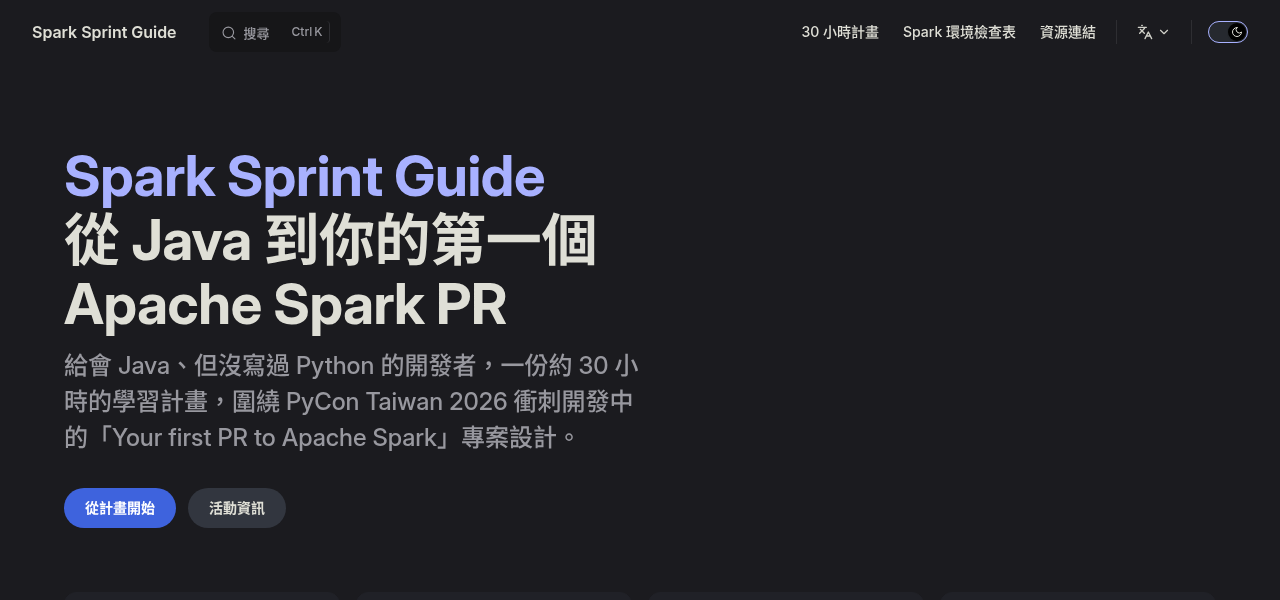 Spark Sprint Guide
搜尋
Ctrl K
30 小時計畫
Spark 環境檢查表
資源連結
Spark Sprint Guide
從 Java 到你的第一個
Apache Spark PR
給會 Java、但沒寫過 Python 的開發者，一份約 30 小
時的學習計畫，圍繞 PyCon Taiwan 2026 衝刺開發中
的「Your first PR to Apache Spark」專案設計。
從計畫開始
活動資訊